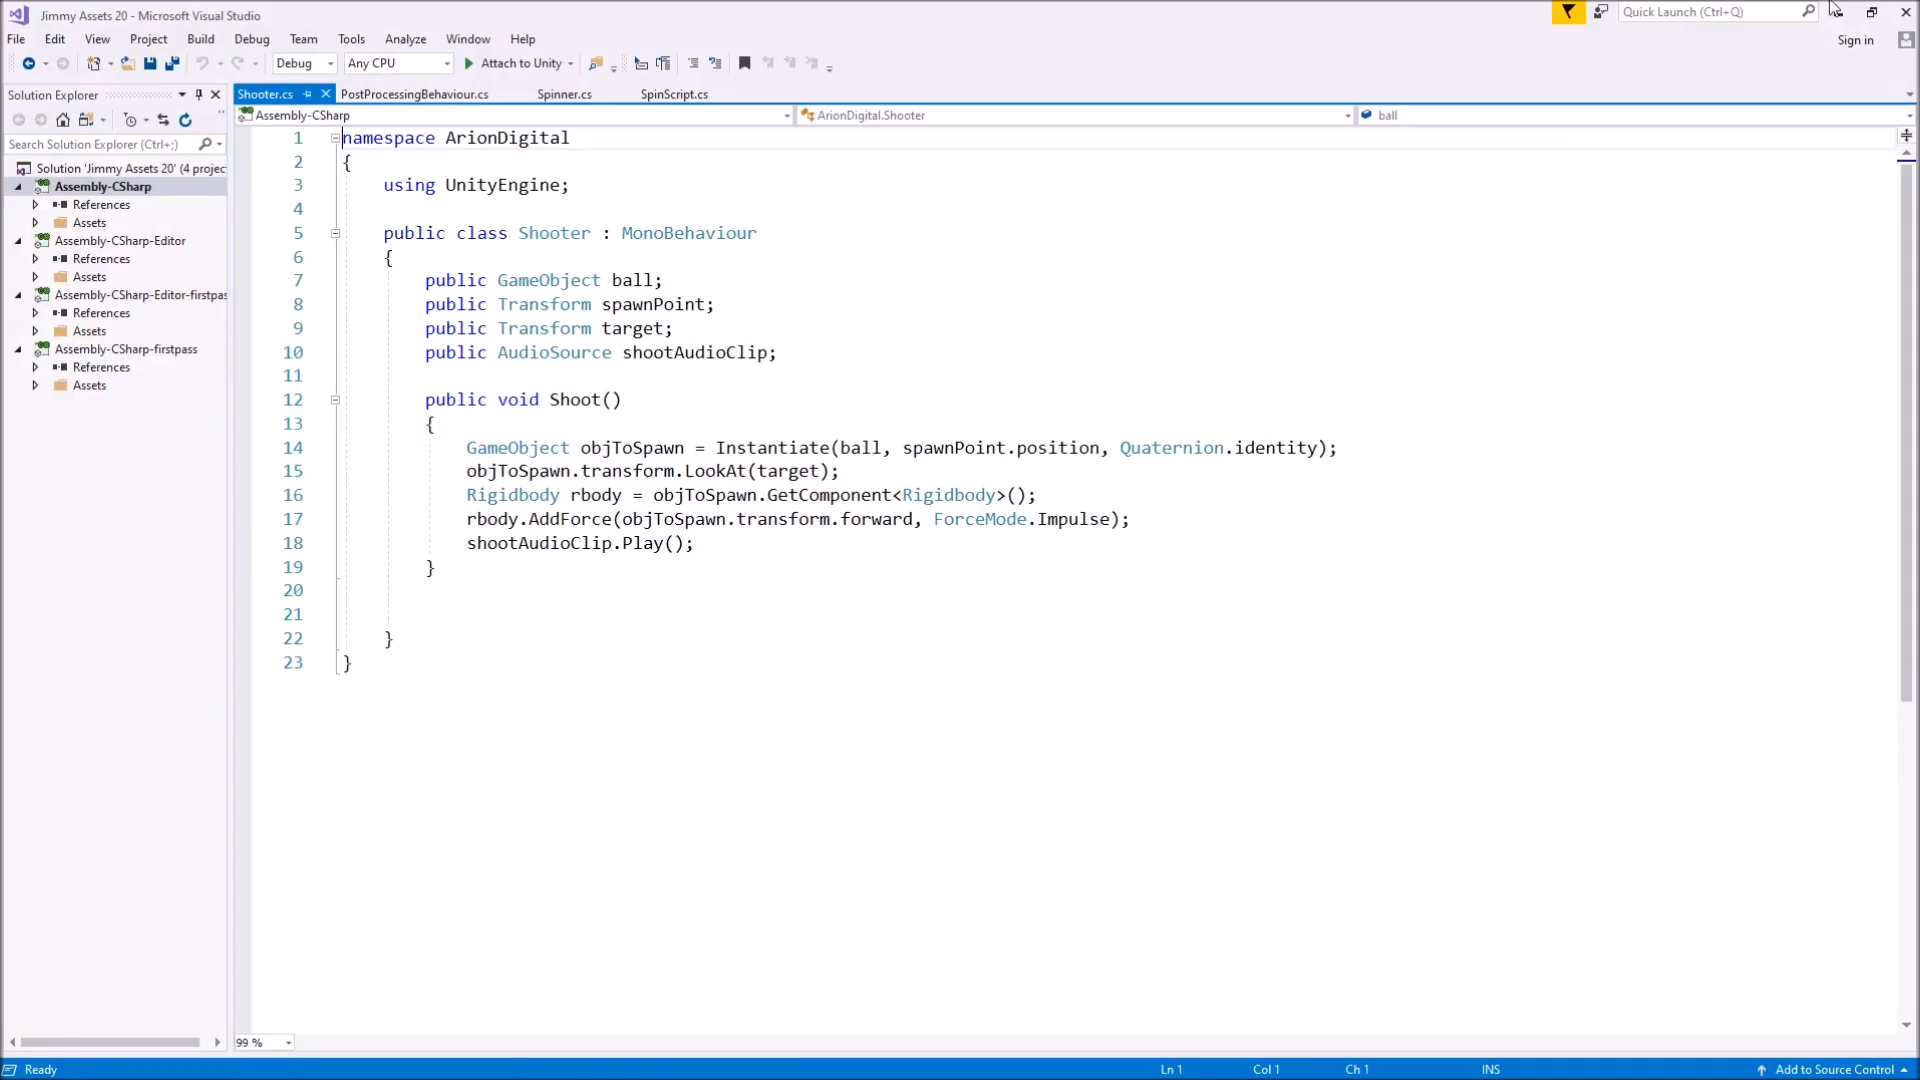 Jimmy Assets 20 - Microsoft Visual Studio
Quick Launch (Ctrl+Q)
File Edit View Project Build Debug Team Tools Analyze Window Help
Sign in
Debug Any CPU Attach to Unity
Solution Explorer
Shooter.cs PostProcessingBehaviour.cs Spinner.cs SpinScript.cs
Assembly-CSharp ArionDigital.Shooter ball
Search Solution Explorer (Ctrl+;)
Solution 'Jimmy Assets 20' (4 projec
Assembly-CSharp
References
Assets
Assembly-CSharp-Editor
References
Assets
Assembly-CSharp-Editor-firstpas
References
Assets
Assembly-CSharp-firstpass
References
Assets
1 namespace ArionDigital
2 {
3 using UnityEngine;
4
5 public class Shooter : MonoBehaviour
6 {
7 public GameObject ball;
8 public Transform spawnPoint;
9 public Transform target;
10 public AudioSource shootAudioClip;
11
12 public void Shoot()
13 {
14 GameObject objToSpawn = Instantiate(ball, spawnPoint.position, Quaternion.identity);
15 objToSpawn.transform.LookAt(target);
16 Rigidbody rbody = objToSpawn.GetComponent<Rigidbody>();
17 rbody.AddForce(objToSpawn.transform.forward, ForceMode.Impulse);
18 shootAudioClip.Play();
19 }
20
21
22 }
23 }
99 %
Ready Ln 1 Col 1 Ch 1 INS Add to Source Control